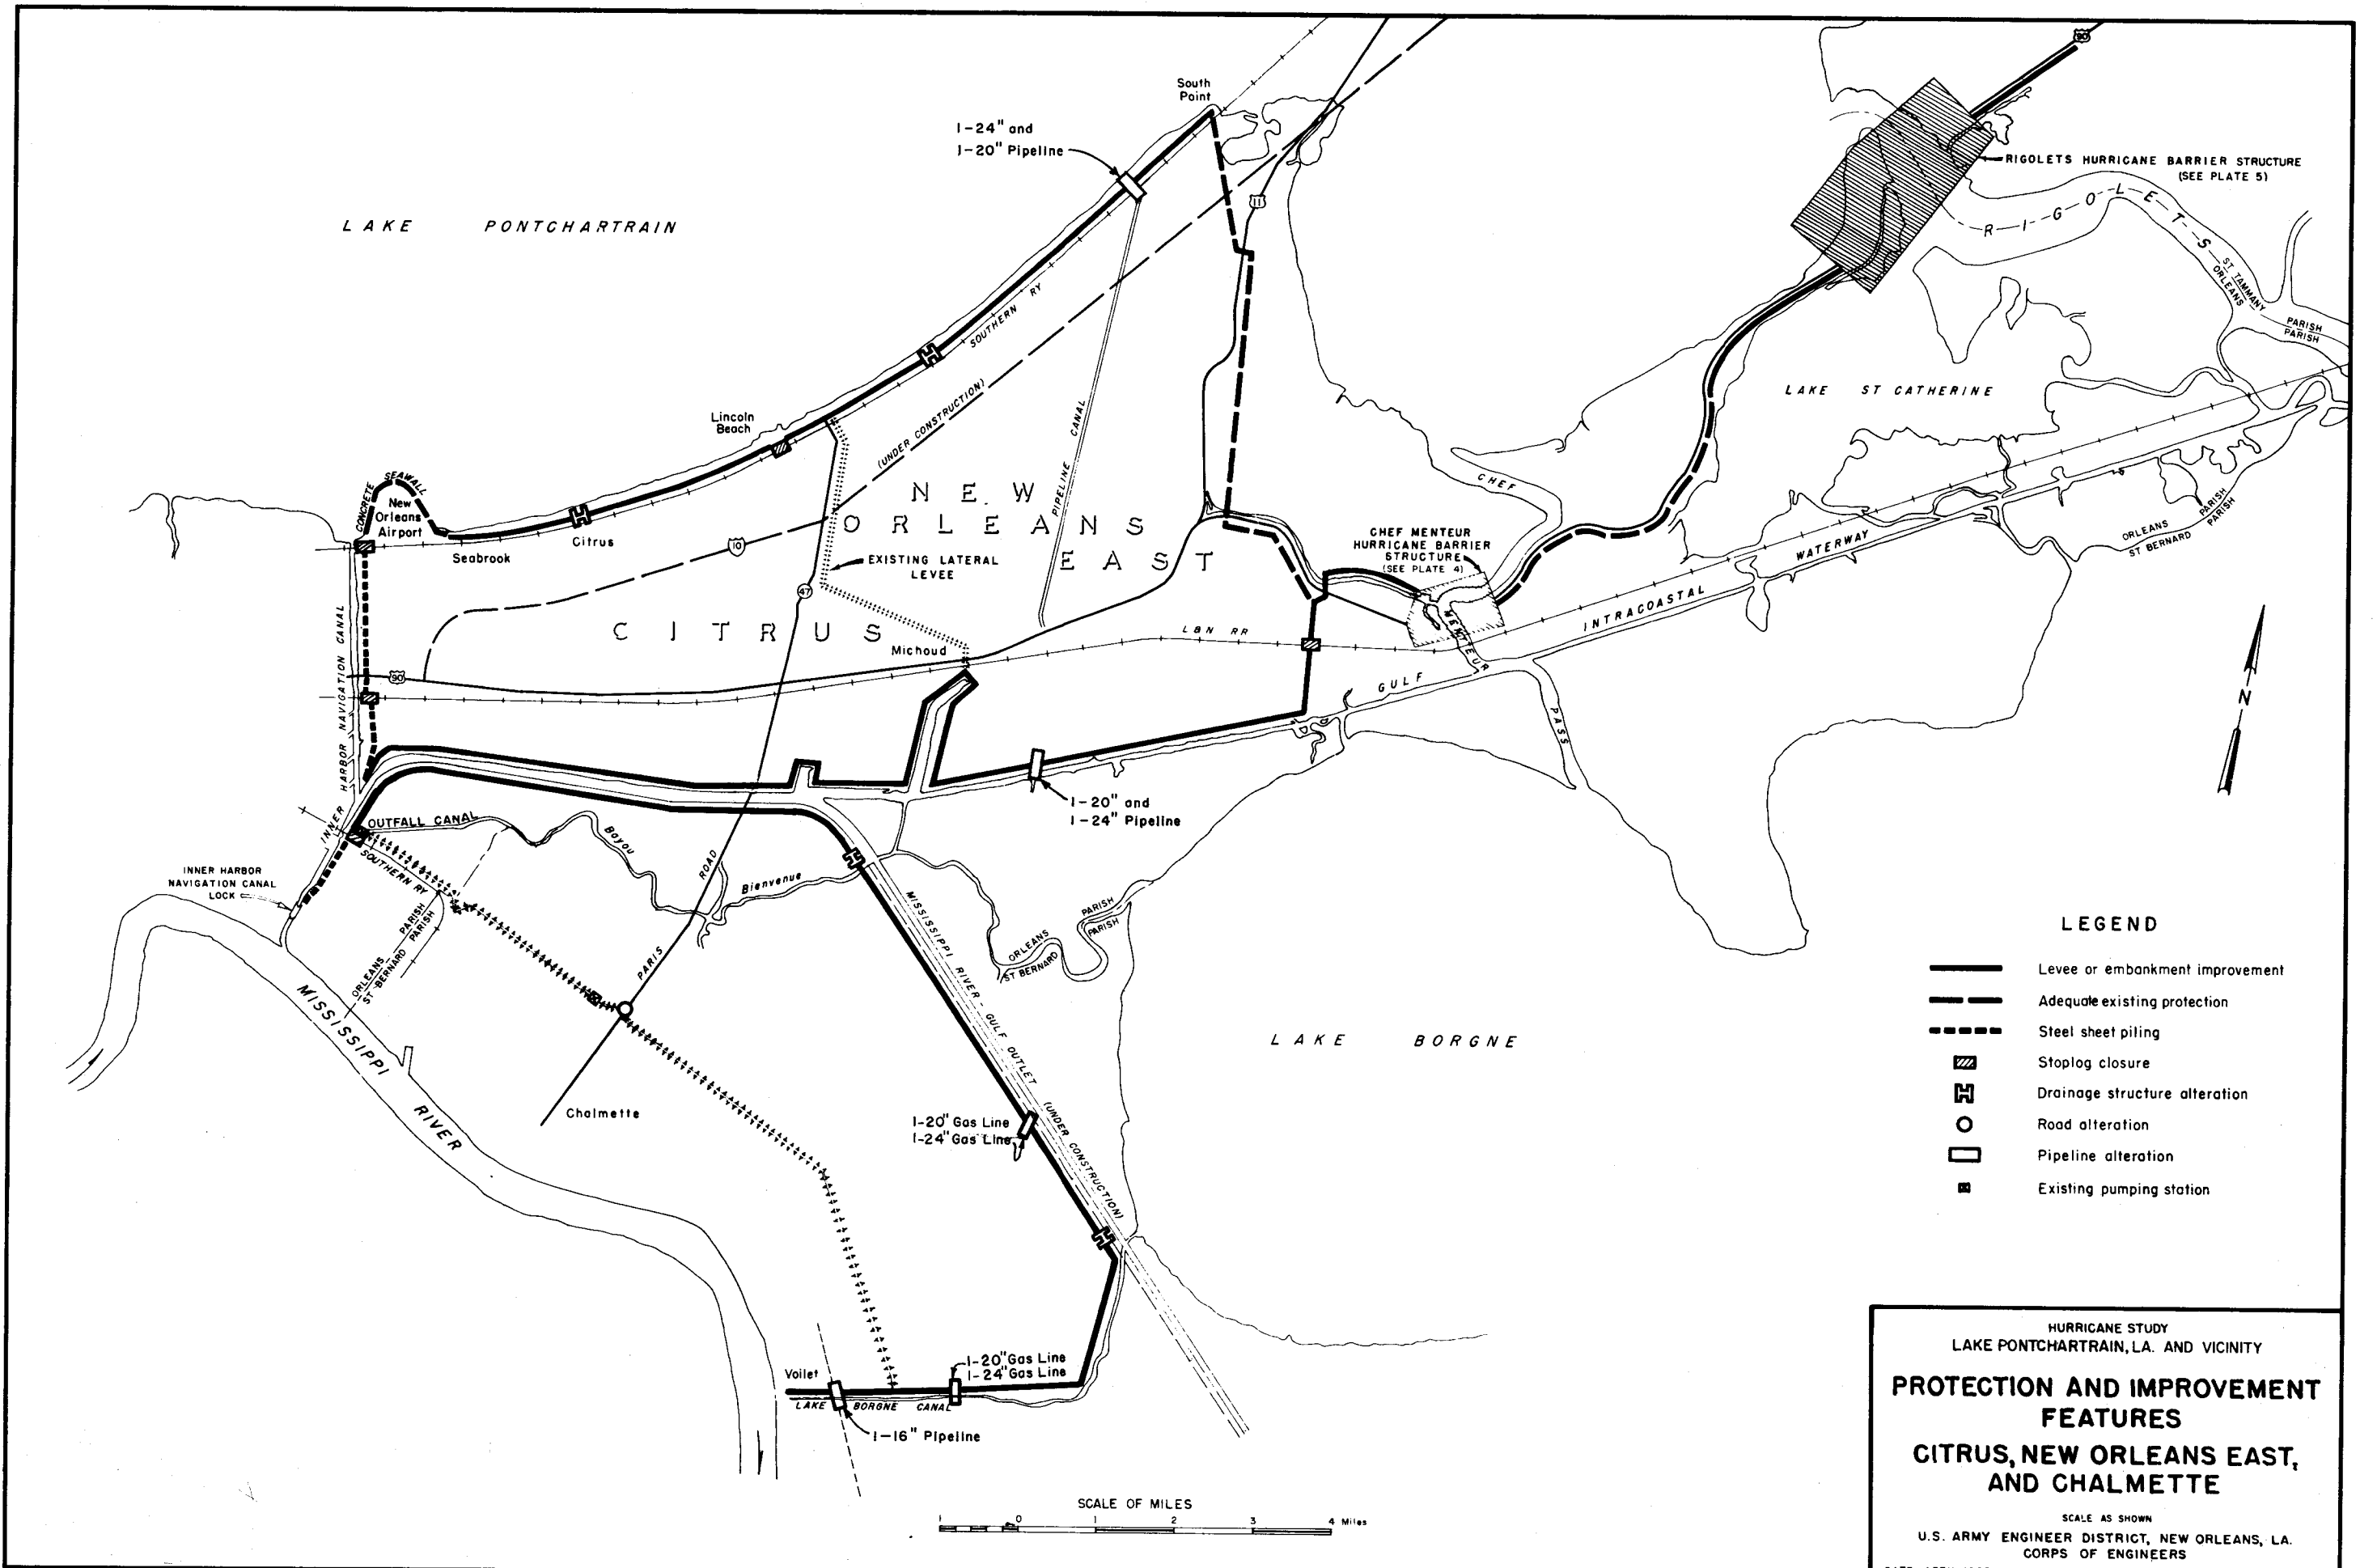 South
Point
1-24" and
1-20" Pipeline
90
RIGOLETS HURRICANE BARRIER STRUCTURE
(SEE PLATE 5)
RIGOLETS
LAKE PONTCHARTRAIN
11
ST. TAMMANY PARISH
ORLEANS PARISH
SOUTHERN RY
LAKE ST CATHERINE
Lincoln
Beach
(UNDER CONSTRUCTION)
PIPELINE CANAL
CONCRETE SEAWALL
New
Orleans
Airport
Seabrook
Citrus
10
NEW
ORLEANS
EAST
EXISTING LATERAL
LEVEE
47
CHEF
CHEF MENTEUR
HURRICANE BARRIER
STRUCTURE
(SEE PLATE 4)
MENTEUR
PASS
ORLEANS PARISH
ST BERNARD PARISH
GULF INTRACOASTAL WATERWAY
CITRUS
Michoud
L&N RR
90
INNER HARBOR NAVIGATION CANAL
N
1-20" and
1-24" Pipeline
OUTFALL CANAL
SOUTHERN RY
Bayou
Bienvenue
PARIS ROAD
INNER HARBOR
NAVIGATION CANAL
LOCK
ORLEANS PARISH
ST BERNARD PARISH
MISSISSIPPI RIVER - GULF OUTLET (UNDER CONSTRUCTION)
ORLEANS PARISH
ST BERNARD PARISH
MISSISSIPPI RIVER
LAKE BORGNE
Chalmette
1-20" Gas Line
1-24" Gas Line
Voilet
1-20" Gas Line
1-24" Gas Line
LAKE BORGNE CANAL
1-16" Pipeline
LEGEND
Levee or embankment improvement
Adequate existing protection
Steel sheet piling
Stoplog closure
Drainage structure alteration
Road alteration
Pipeline alteration
Existing pumping station
SCALE OF MILES
1 0 1 2 3 4 Miles
HURRICANE STUDY
LAKE PONTCHARTRAIN, LA. AND VICINITY
PROTECTION AND IMPROVEMENT
FEATURES
CITRUS, NEW ORLEANS EAST,
AND CHALMETTE
SCALE AS SHOWN
U.S. ARMY ENGINEER DISTRICT, NEW ORLEANS, LA.
CORPS OF ENGINEERS